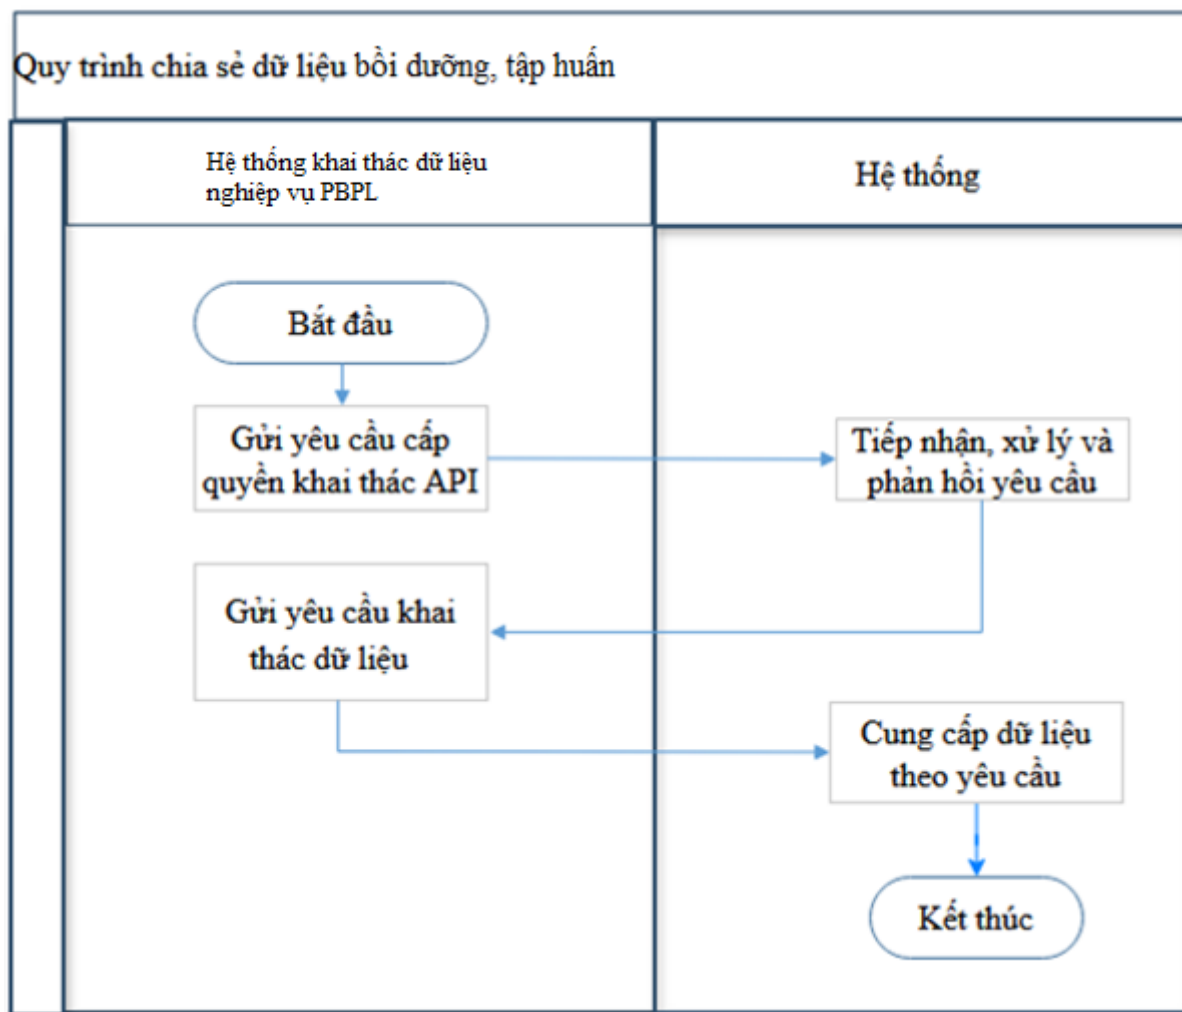 Quy trình chia sẻ dữ liệu bồi dưỡng, tập huấn
Hệ thống khai thác dữ liệu
nghiệp vụ PBPL
Hệ thống
Bắt đầu
Gửi yêu cầu cấp
quyền khai thác API
Tiếp nhận, xử lý và
phản hồi yêu cầu
Gửi yêu cầu khai
thác dữ liệu
Cung cấp dữ liệu
theo yêu cầu
Kết thúc